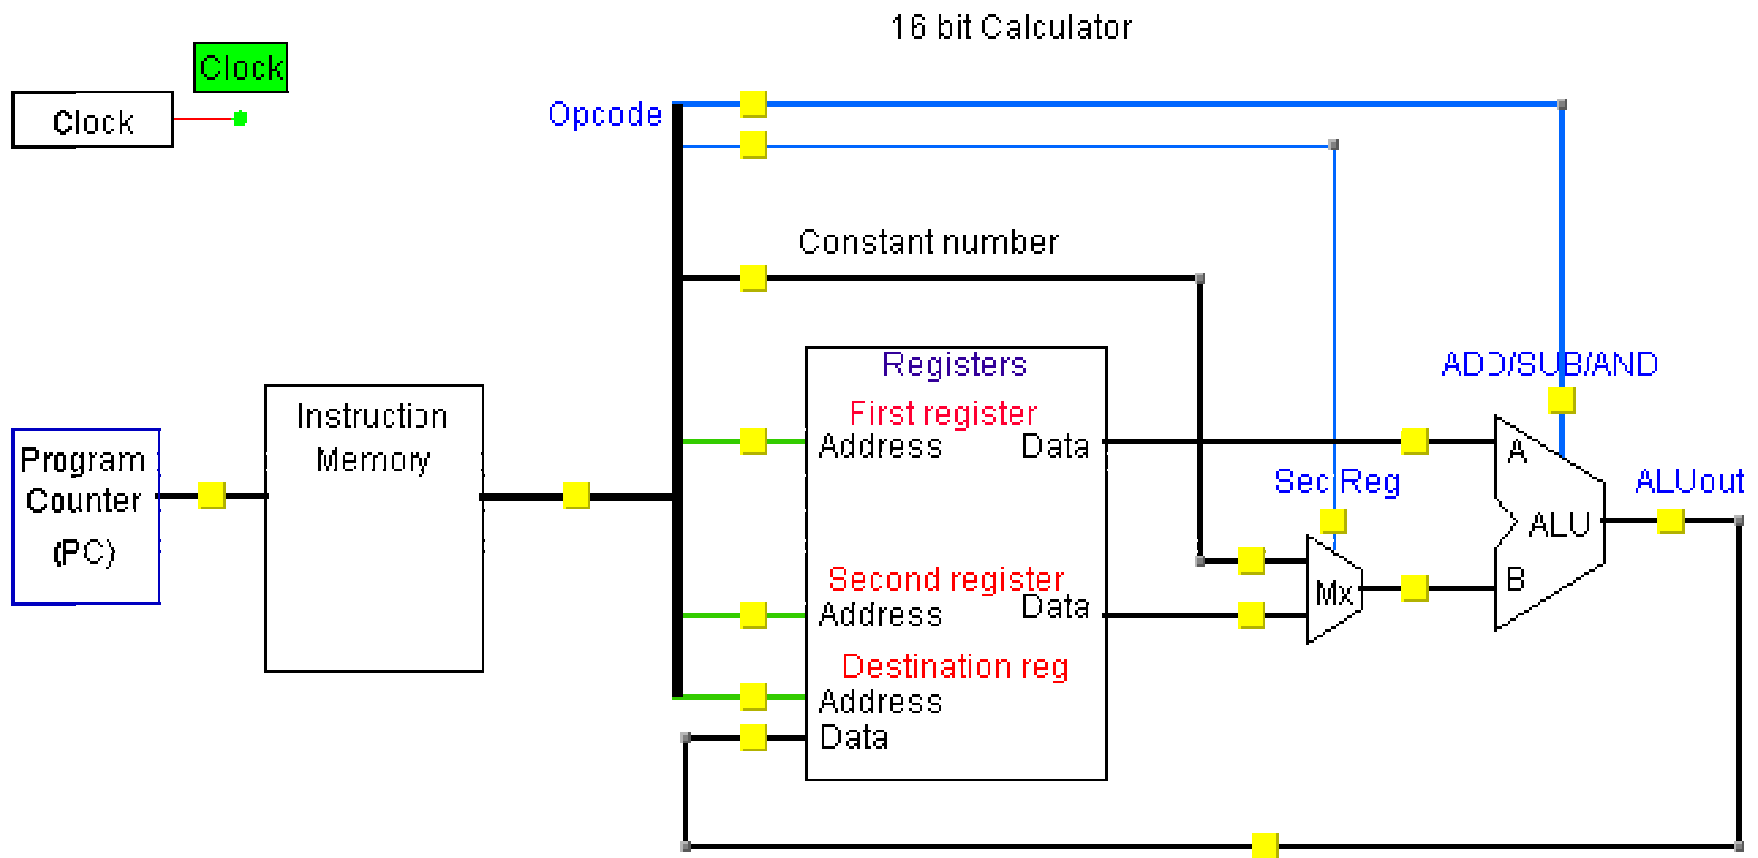 16 bit Calculator
Clock
Clock
Opcode
Constant number
Registers
ADD/SUB/AND
First register
Address
Data
Instruction
Memory
Program
Counter
(PC)
A
Sec Reg
ALUout
ALU
Second register
Address
Data
Mx
B
Destination reg
Address
Data